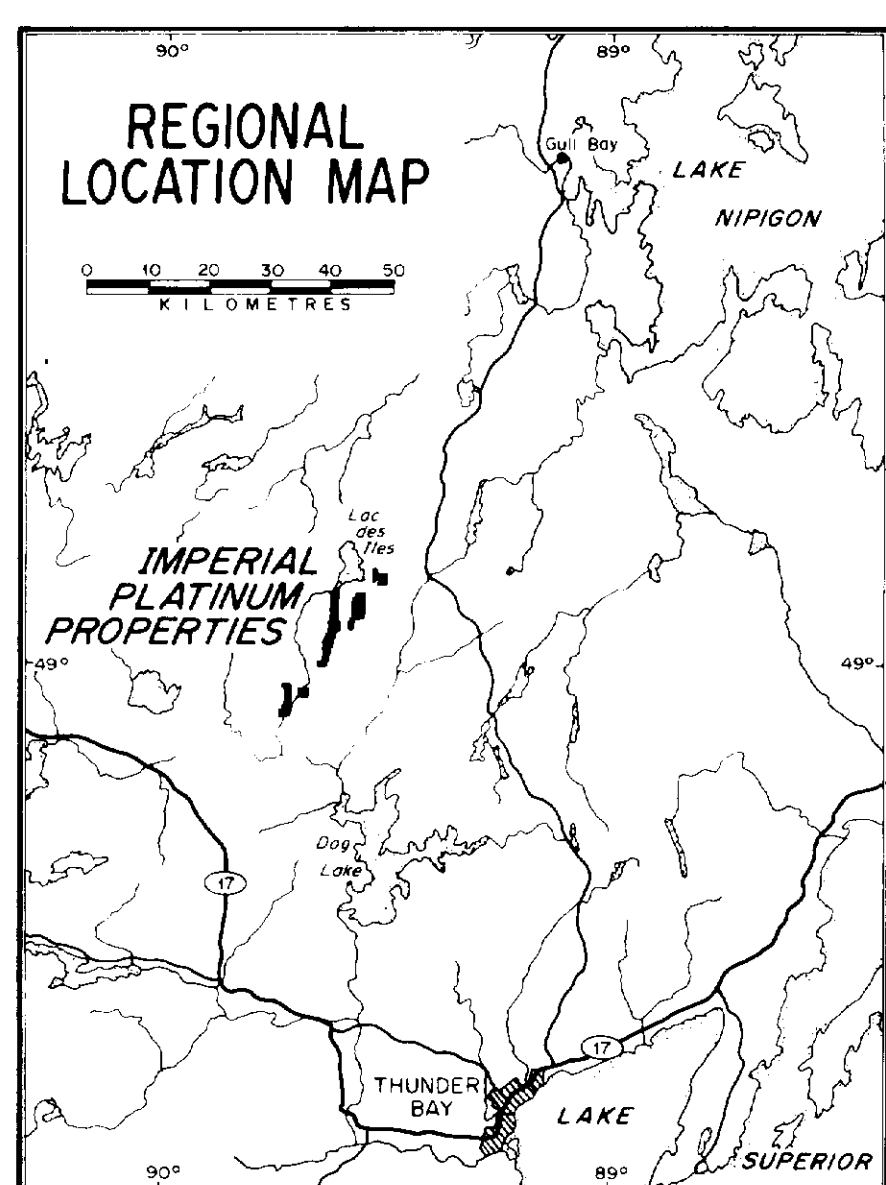 90° 89°
REGIONAL
LOCATION MAP
0 10 20 30 40 50
KILOMETRES
Gull Bay
LAKE
NIPIGON
Lac
des
Iles
IMPERIAL
PLATINUM
PROPERTIES
49° 49°
Dog
Lake
17
17
THUNDER
BAY
LAKE
SUPERIOR
90° 89°